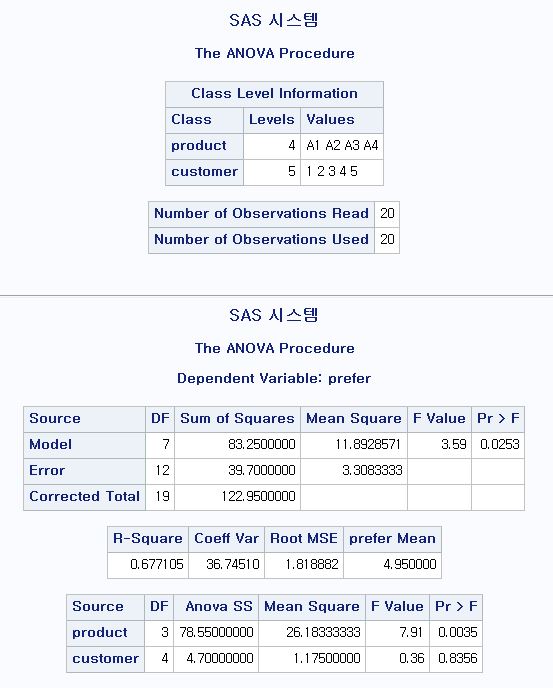 SAS 시스템
The ANOVA Procedure
Class Level Information
Class Levels Values
product 4 A1 A2 A3 A4
customer 5 1 2 3 4 5
Number of Observations Read 20
Number of Observations Used 20
SAS 시스템
The ANOVA Procedure
Dependent Variable: prefer
Source DF Sum of Squares Mean Square F Value Pr > F
Model 7 83.2500000 11.8928571 3.59 0.0253
Error 12 39.7000000 3.3083333
Corrected Total 19 122.9500000
R-Square Coeff Var Root MSE prefer Mean
0.677105 36.74510 1.818882 4.950000
Source DF Anova SS Mean Square F Value Pr > F
product 3 78.55000000 26.18333333 7.91 0.0035
customer 4 4.70000000 1.17500000 0.36 0.8356